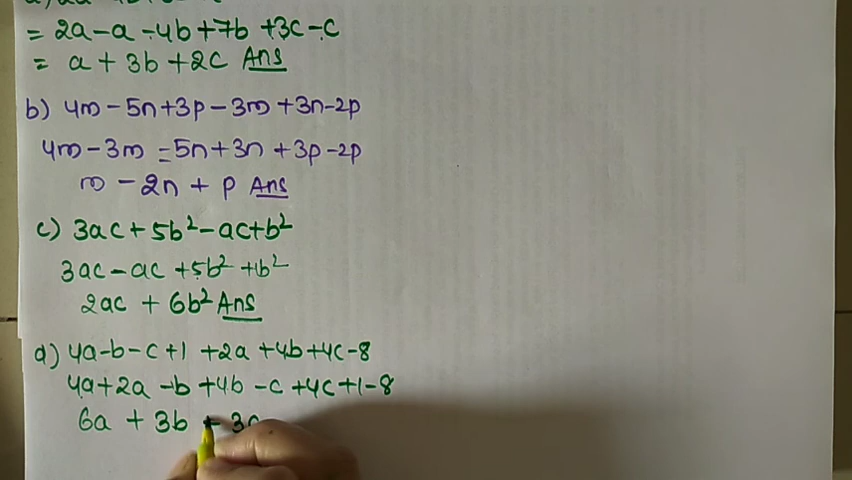 = 2a-a-4b+7b+3c-c
= a + 3b + 2c Ans
b) 4m-5n+3p-3m+3n-2p
4m-3m=5n+3n+3p-2p
m - 2n + p Ans
c) 3ac+5b²-ac+b²
3ac-ac+5b²+1b²
2ac + 6b² Ans
d) 4a-b-c+1 +2a+4b+4c-8
4a+2a-b+4b-c+4c+1-8
6a + 3b + 3c